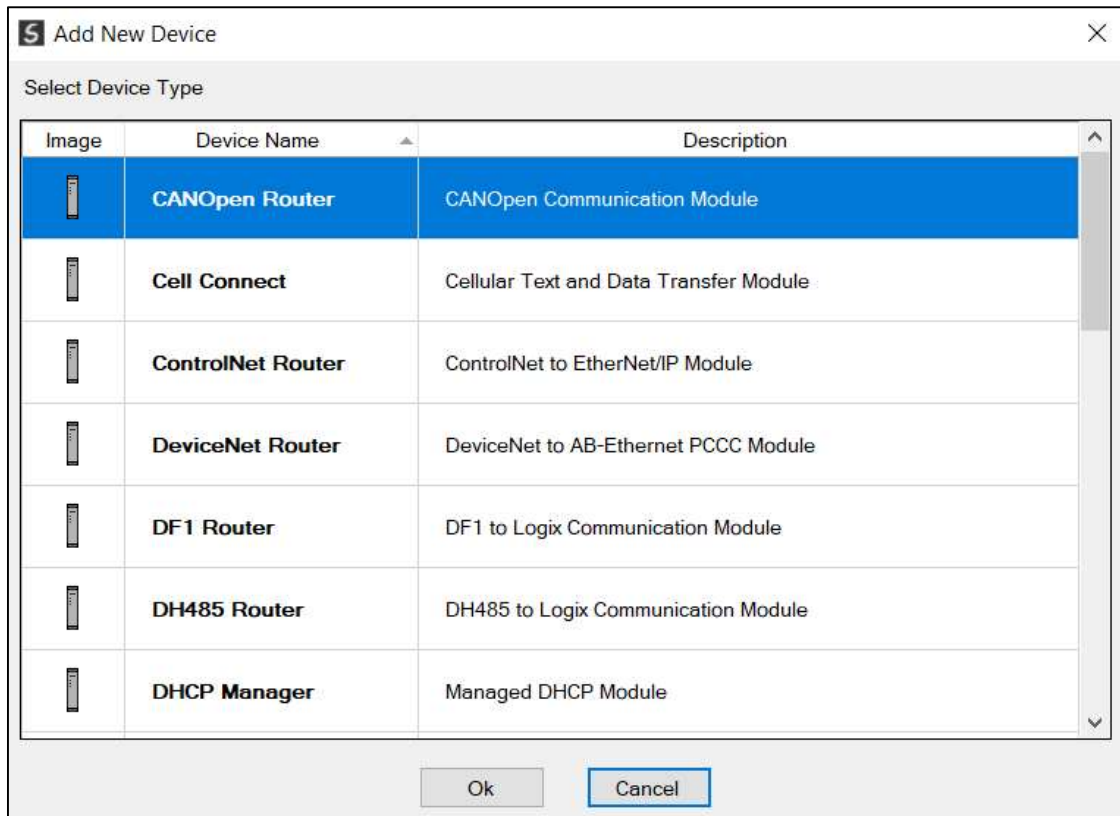 Add New Device
Select Device Type
Image Device Name Description
CANOpen Router CANOpen Communication Module
Cell Connect Cellular Text and Data Transfer Module
ControlNet Router ControlNet to EtherNet/IP Module
DeviceNet Router DeviceNet to AB-Ethernet PCCC Module
DF1 Router DF1 to Logix Communication Module
DH485 Router DH485 to Logix Communication Module
DHCP Manager Managed DHCP Module
Ok Cancel